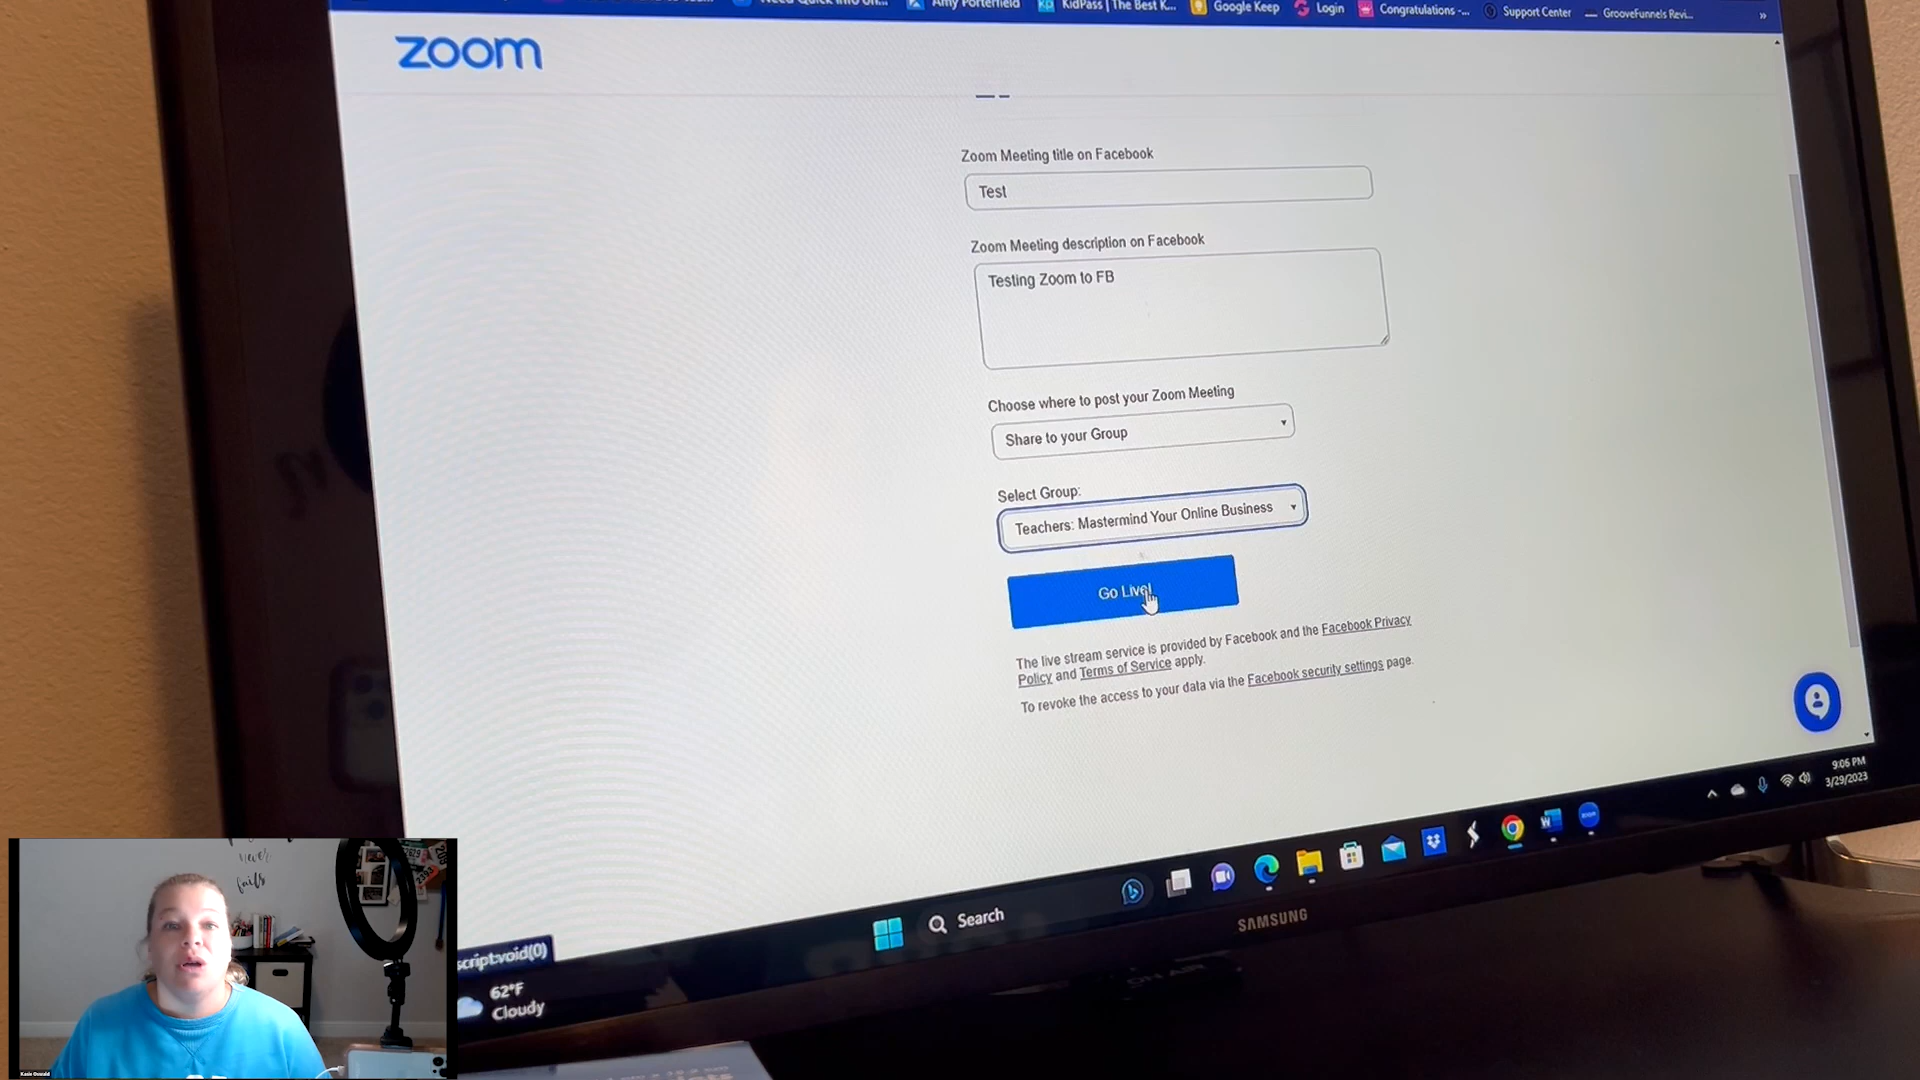 Amy Porterfield
KidPass | The Best K...
Google Keep
Login
Congratulations -...
Support Center
GrooveFunnels Revi...
»
zoom
Zoom Meeting title on Facebook
Test
Zoom Meeting description on Facebook
Testing Zoom to FB
Choose where to post your Zoom Meeting
Share to your Group
Select Group:
Teachers: Mastermind Your Online Business
Go Live!
The live stream service is provided by Facebook and the Facebook Privacy
Policy and Terms of Service apply.
To revoke the access to your data via the Facebook security settings page.
9:06 PM
3/29/2023
Search
SAMSUNG
script:void(0)
62°F
Cloudy
never
fails
ON AIR